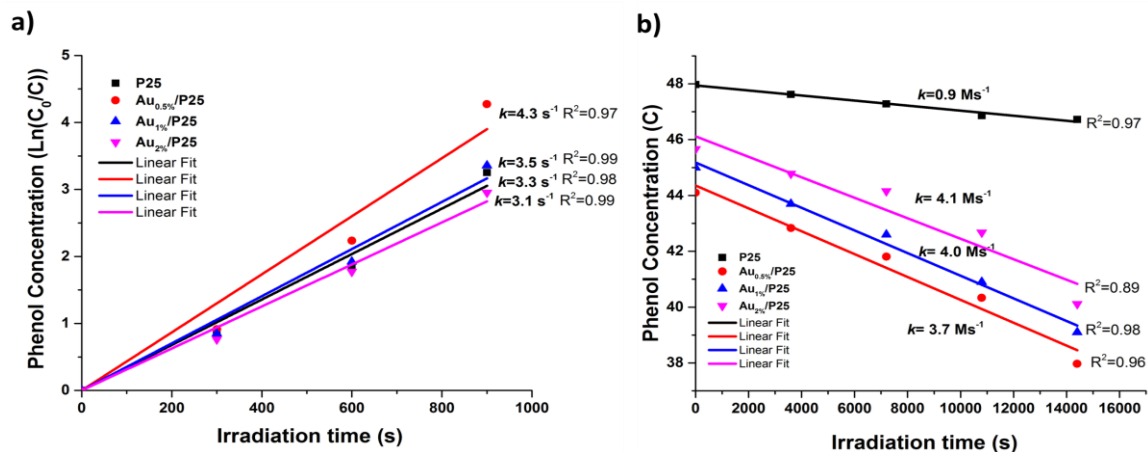 a)
Phenol Concentration (Ln(C₀/C))
5
4
3
2
1
0
P25
Au₀.₅%/P25
Au₁%/P25
Au₂%/P25
Linear Fit
Linear Fit
Linear Fit
Linear Fit
k=4.3 s⁻¹ R²=0.97
k=3.5 s⁻¹ R²=0.99
k=3.3 s⁻¹ R²=0.98
k=3.1 s⁻¹ R²=0.99
0 200 400 600 800 1000
Irradiation time (s)
b)
Phenol Concentration (C)
48
46
44
42
40
38
k=0.9 Ms⁻¹
R²=0.97
k=4.1 Ms⁻¹
k=4.0 Ms⁻¹
P25
Au₀.₅%/P25
Au₁%/P25
Au₂%/P25
Linear Fit
Linear Fit
Linear Fit
Linear Fit
k=3.7 Ms⁻¹
R²=0.89
R²=0.98
R²=0.96
0 2000 4000 6000 8000 10000 12000 14000 16000
Irradiation time (s)